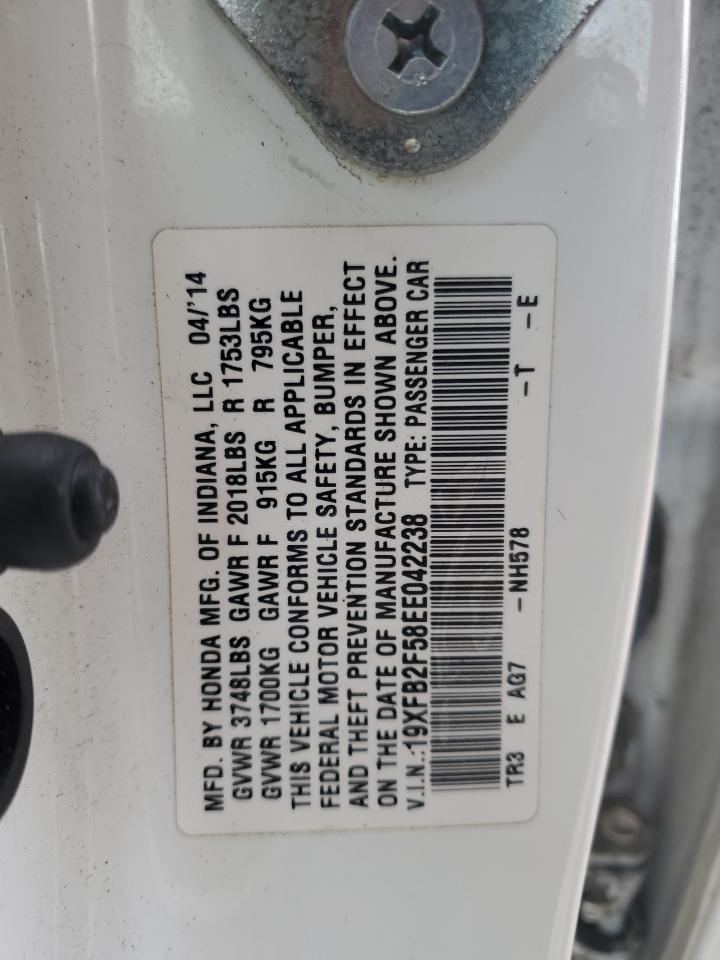 MFD. BY HONDA MFG. OF INDIANA, LLC 04/'14
GVWR 3748LBS GAWR F 2018LBS R 1753LBS
GVWR 1700KG GAWR F 915KG R 795KG
THIS VEHICLE CONFORMS TO ALL APPLICABLE
FEDERAL MOTOR VEHICLE SAFETY, BUMPER,
AND THEFT PREVENTION STANDARDS IN EFFECT
ON THE DATE OF MANUFACTURE SHOWN ABOVE.
V.I.N.:19XFB2F58EE042238 TYPE: PASSENGER CAR
TR3 E AG7 -NH578 -T -E